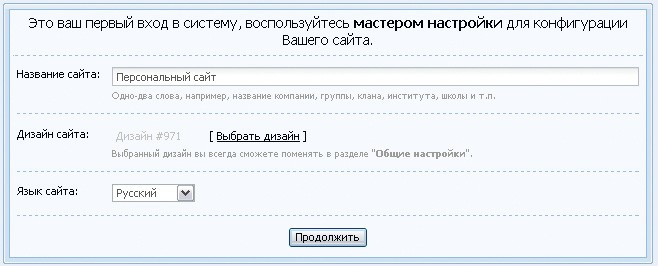 Это ваш первый вход в систему, воспользуйтесь мастером настройки для конфигурации
Вашего сайта.
Название сайта: Персональный сайт
Одно-два слова, например, название компании, группы, клана, института, школы и т.п.
Дизайн сайта: Дизайн #971 [ Выбрать дизайн ]
Выбранный дизайн вы всегда сможете поменять в разделе "Общие настройки".
Язык сайта: Русский
Продолжить